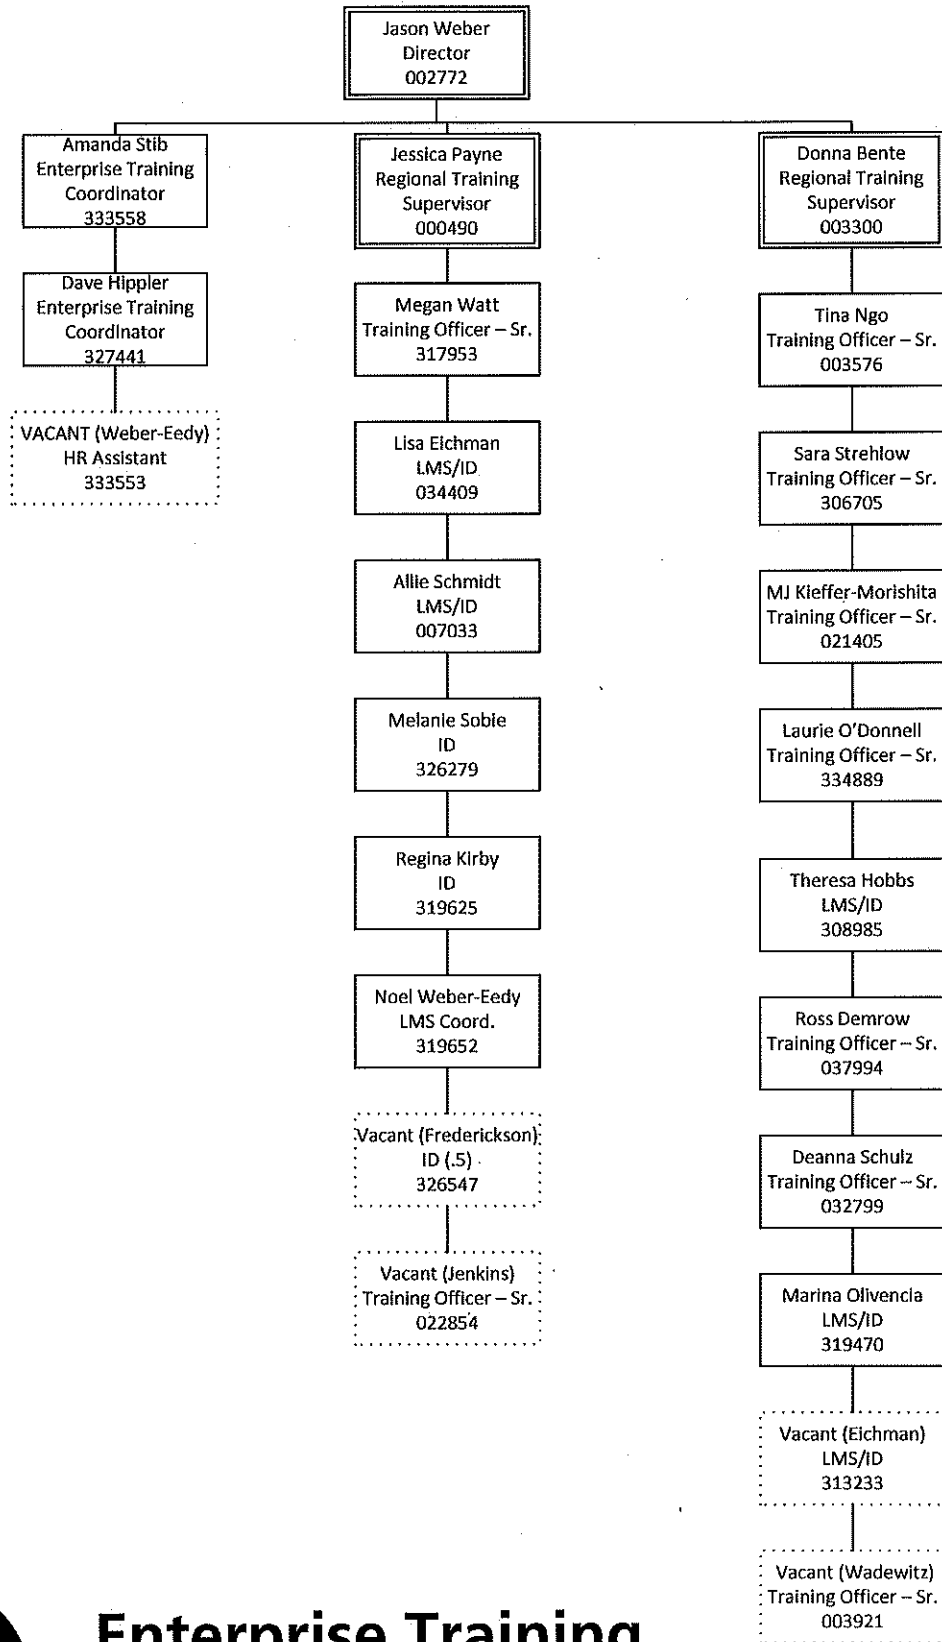 Jason Weber
Director
002772
Amanda Stib
Enterprise Training
Coordinator
333558
Dave Hippler
Enterprise Training
Coordinator
327441
VACANT (Weber-Eedy)
HR Assistant
333553
Jessica Payne
Regional Training
Supervisor
000490
Megan Watt
Training Officer – Sr.
317953
Lisa Eichman
LMS/ID
034409
Allie Schmidt
LMS/ID
007033
Melanie Sobie
ID
326279
Regina Kirby
ID
319625
Noel Weber-Eedy
LMS Coord.
319652
Vacant (Frederickson)
ID (.5)
326547
Vacant (Jenkins)
Training Officer – Sr.
022854
Donna Bente
Regional Training
Supervisor
003300
Tina Ngo
Training Officer – Sr.
003576
Sara Strehlow
Training Officer – Sr.
306705
MJ Kieffer-Morishita
Training Officer – Sr.
021405
Laurie O'Donnell
Training Officer – Sr.
334889
Theresa Hobbs
LMS/ID
308985
Ross Demrow
Training Officer – Sr.
037994
Deanna Schulz
Training Officer – Sr.
032799
Marina Olivencia
LMS/ID
319470
Vacant (Eichman)
LMS/ID
313233
Vacant (Wadewitz)
Training Officer – Sr.
003921
Enterprise Training